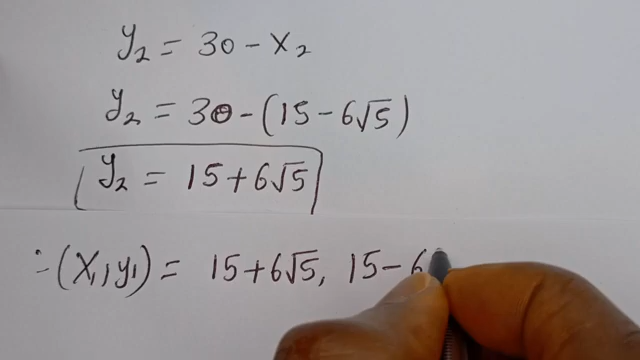 y₂ = 30 - x₂
y₂ = 30 - (15 - 6√5)
y₂ = 15 + 6√5
∴ (x₁, y₁) = 15 + 6√5, 15 - 6